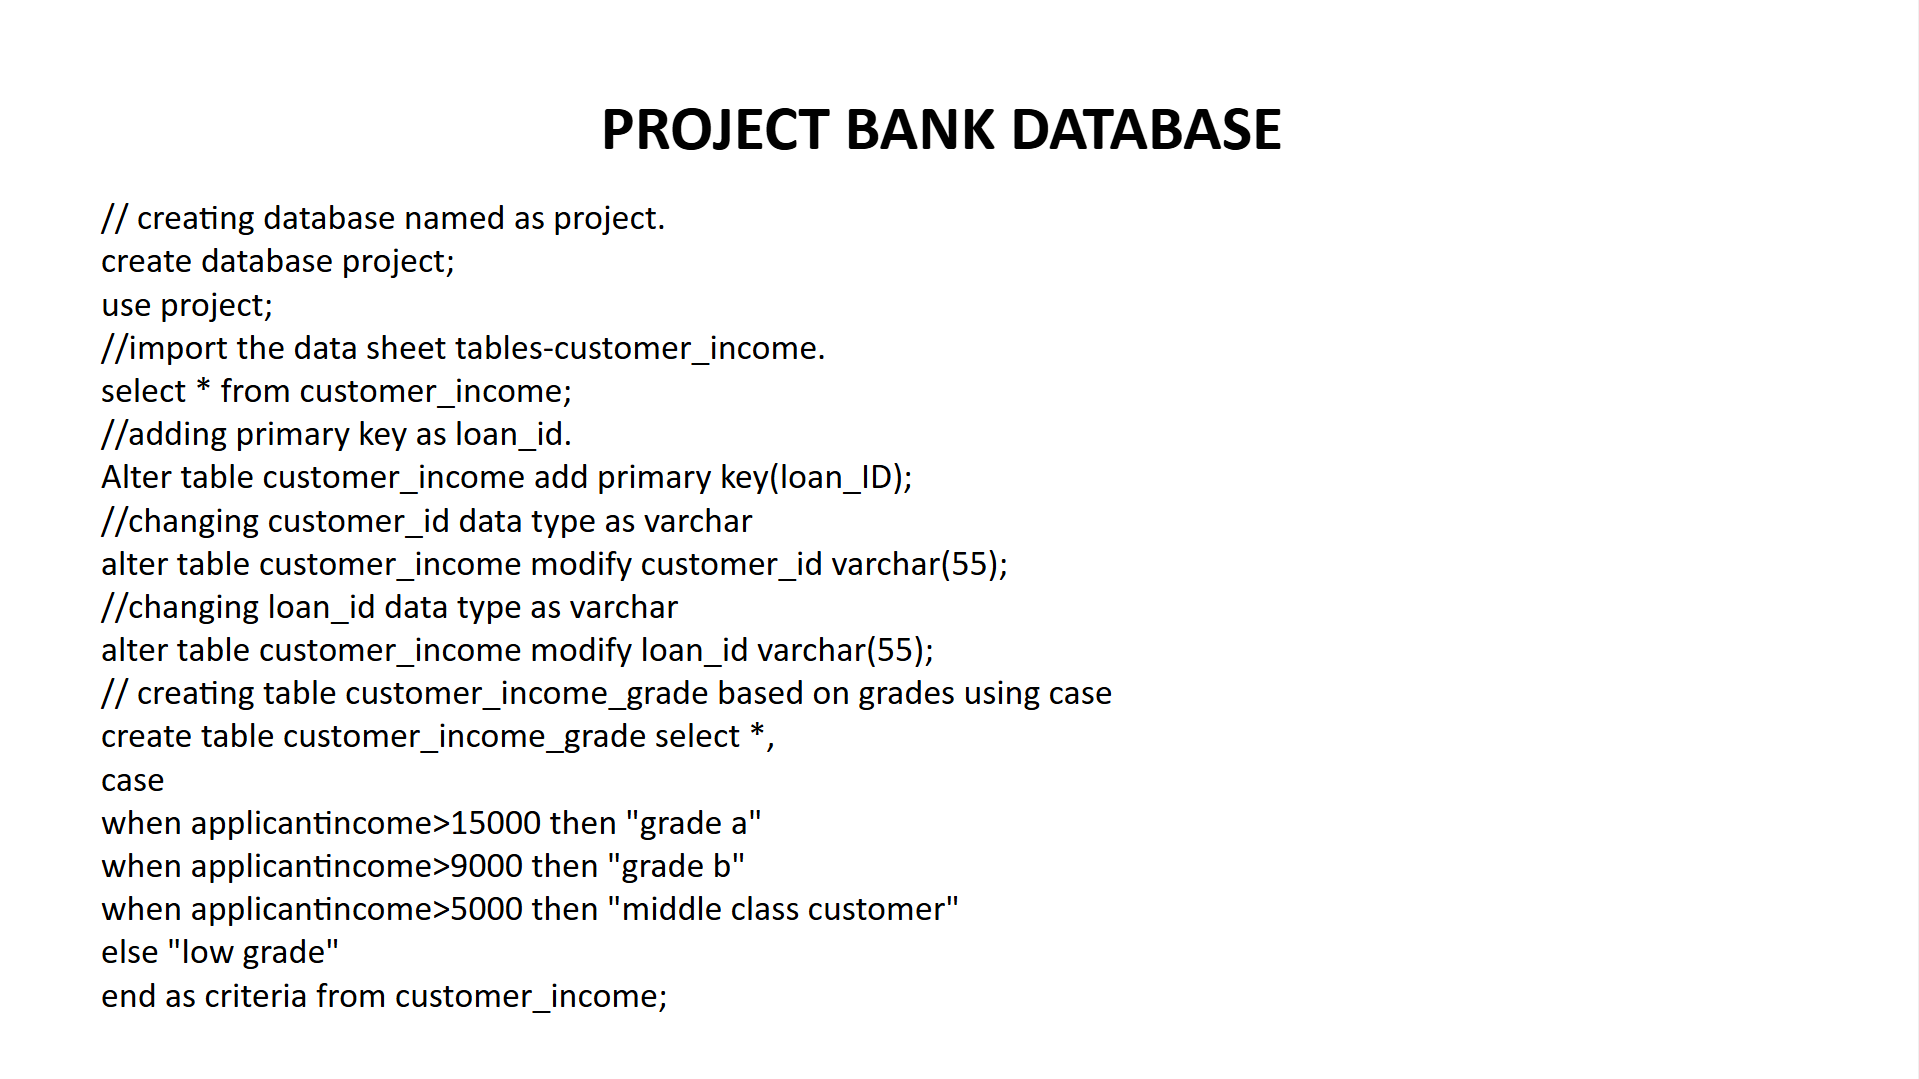 PROJECT BANK DATABASE
// creating database named as project.
create database project;
use project;
//import the data sheet tables-customer_income.
select * from customer_income;
//adding primary key as loan_id.
Alter table customer_income add primary key(loan_ID);
//changing customer_id data type as varchar
alter table customer_income modify customer_id varchar(55);
//changing loan_id data type as varchar
alter table customer_income modify loan_id varchar(55);
// creating table customer_income_grade based on grades using case
create table customer_income_grade select *,
case
when applicantincome>15000 then "grade a"
when applicantincome>9000 then "grade b"
when applicantincome>5000 then "middle class customer"
else "low grade"
end as criteria from customer_income;